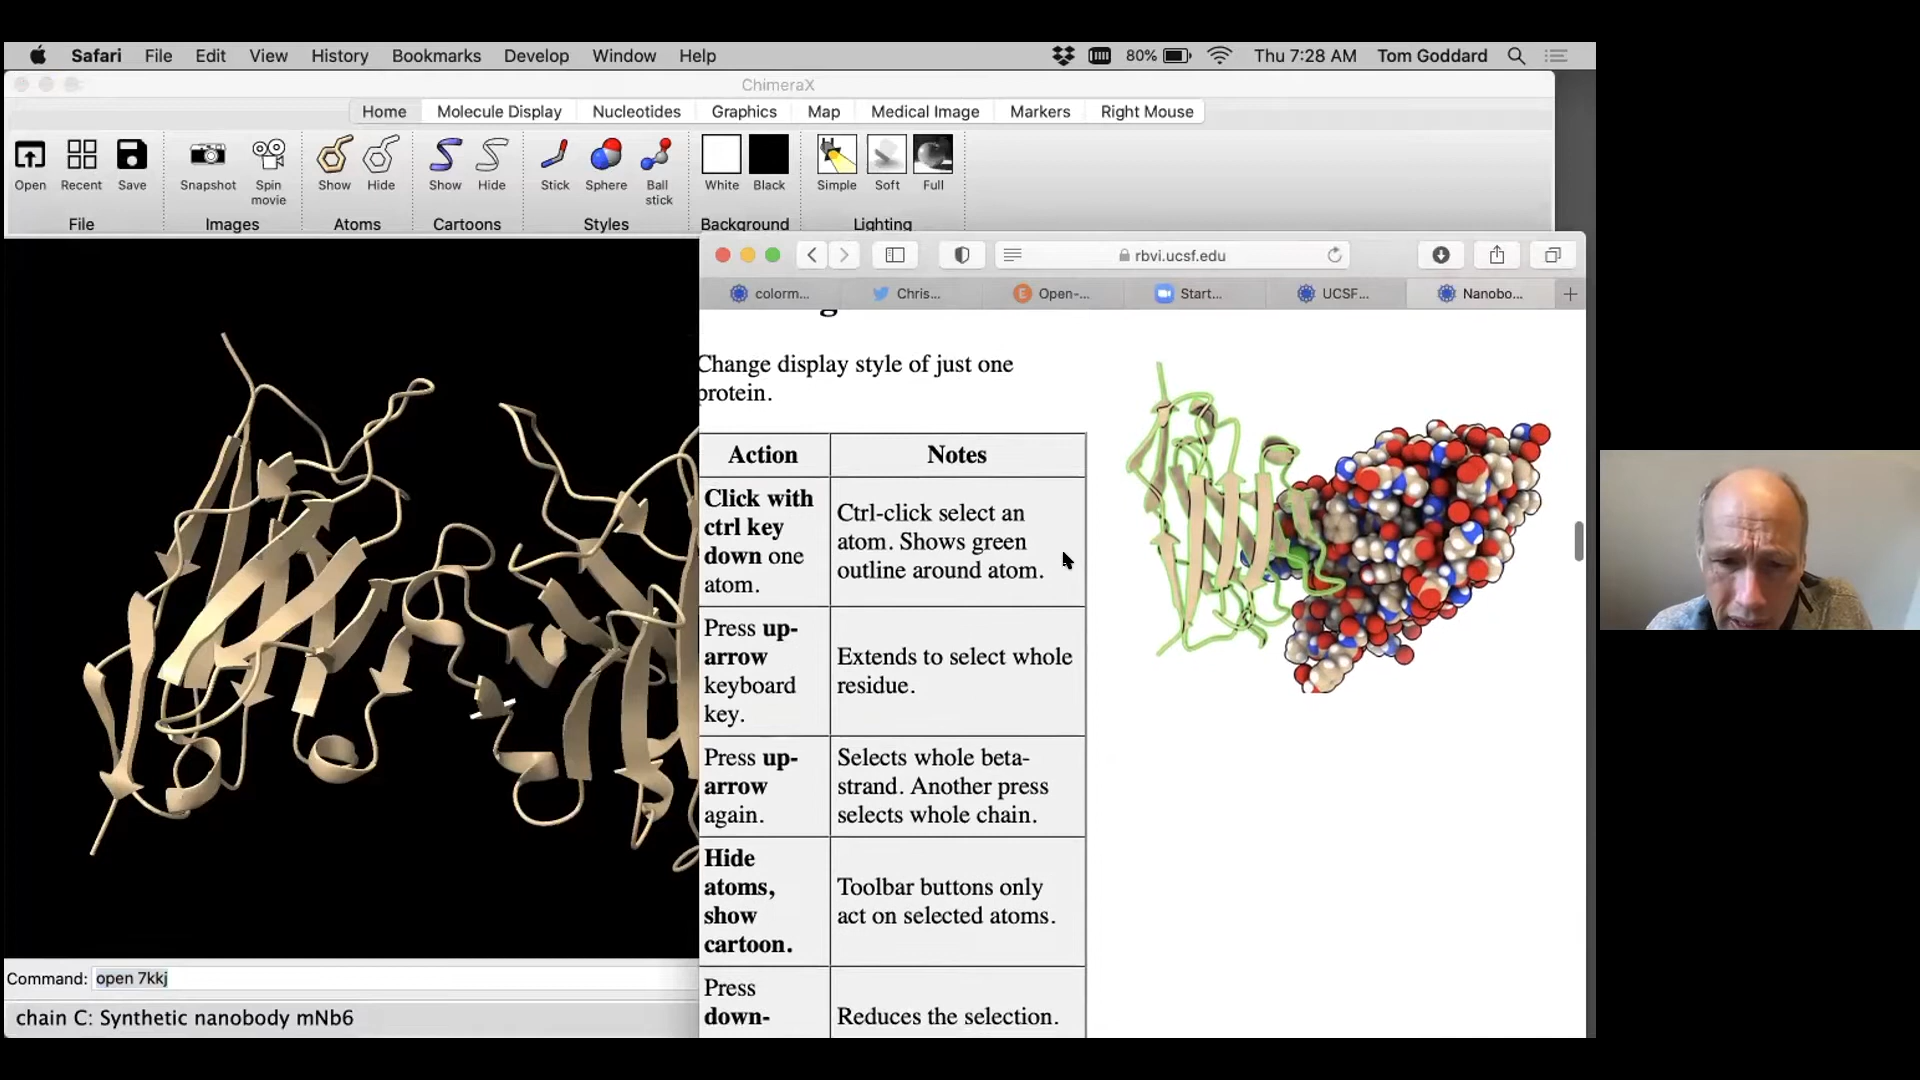 Safari File Edit View History Bookmarks Develop Window Help 80% Thu 7:28 AM Tom Goddard
ChimeraX
Home Molecule Display Nucleotides Graphics Map Medical Image Markers Right Mouse
Open Recent Save Snapshot Spin movie Show Hide Show Hide Stick Sphere Ball stick White Black Simple Soft Full
File Images Atoms Cartoons Styles Background Lighting
rbvi.ucsf.edu
colorm... Chris... Open-... Start... UCSF... Nanobo...
Change display style of just one
protein.
Action Notes
Click with
ctrl key
down one
atom.
Ctrl-click select an
atom. Shows green
outline around atom.
Press up-
arrow
keyboard
key.
Extends to select whole
residue.
Press up-
arrow
again.
Selects whole beta-
strand. Another press
selects whole chain.
Hide
atoms,
show
cartoon.
Toolbar buttons only
act on selected atoms.
Press
down-
Reduces the selection.
Command: open 7kkj
chain C: Synthetic nanobody mNb6